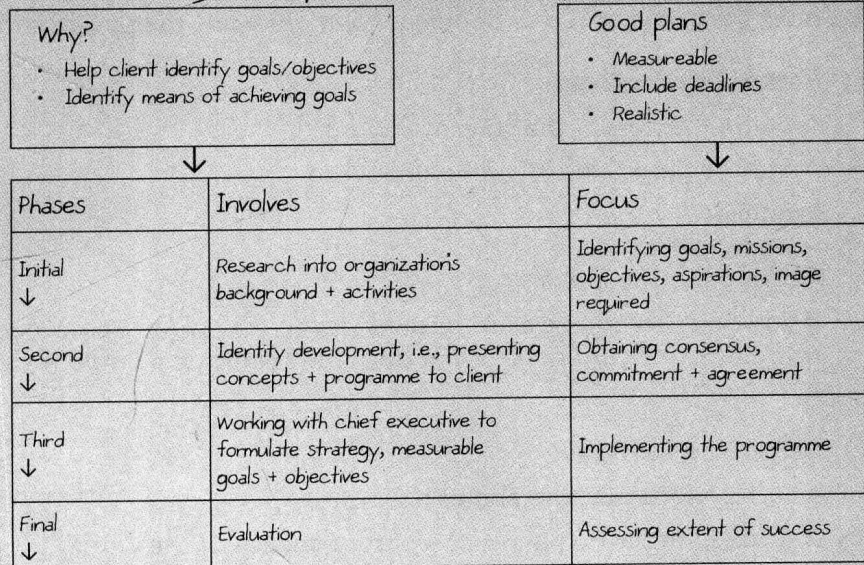 Why?
• Help client identify goals/objectives
• Identify means of achieving goals
Good plans
• Measureable
• Include deadlines
• Realistic
Phases
Involves
Focus
Initial
↓
Research into organization's
background + activities
Identifying goals, missions,
objectives, aspirations, image
required
Second
↓
Identity development, i.e., presenting
concepts + programme to client
Obtaining consensus,
commitment + agreement
Third
↓
Working with chief executive to
formulate strategy, measurable
goals + objectives
Implementing the programme
Final
↓
Evaluation
Assessing extent of success